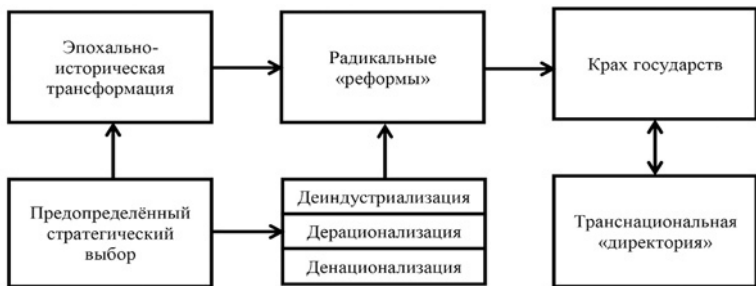 Эпохально-
историческая
трансформация
Радикальные
«реформы»
Крах государств
Предопределённый
стратегический
выбор
Деиндустриализация
Дерационализация
Денационализация
Транснациональная
«директория»